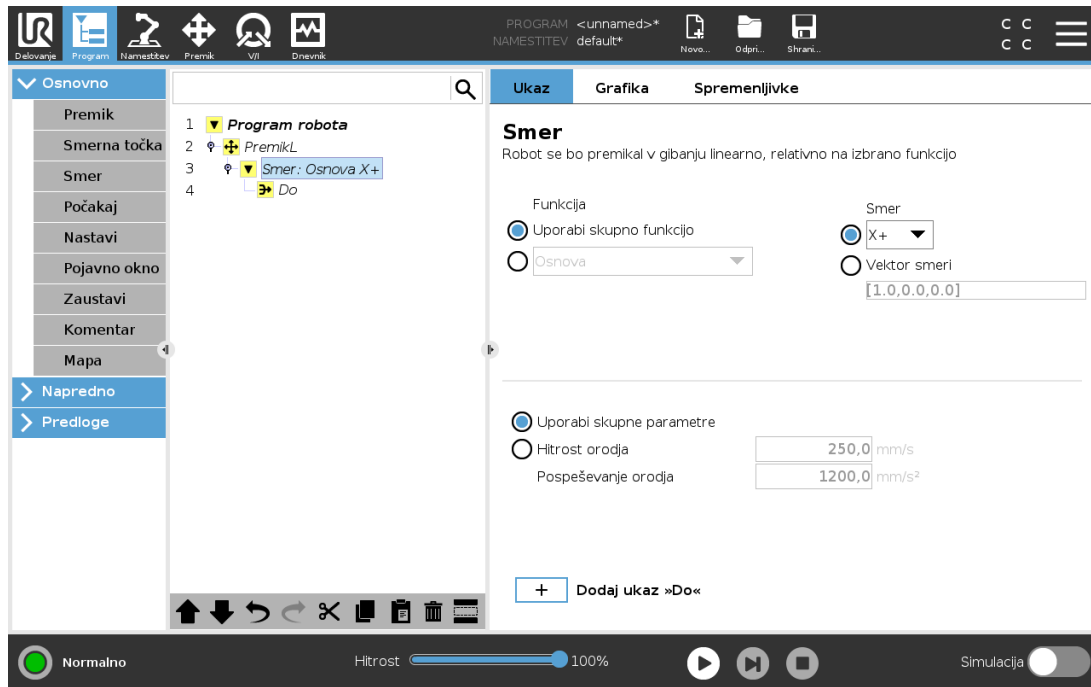 PROGRAM <unnamed>*
NAMESTITEV default*
Delovanje Program Namestitev Premik V/I Dnevnik Novo... Odpri... Shrani...
C C
C C
Osnovno
Premik
Smerna točka
Smer
Počakaj
Nastavi
Pojavno okno
Zaustavi
Komentar
Mapa
Napredno
Predloge
1 Program robota
2 PremikL
3 Smer: Osnova X+
4 Do
Ukaz Grafika Spremenljivke
Smer
Robot se bo premikal v gibanju linearno, relativno na izbrano funkcijo
Funkcija
Uporabi skupno funkcijo
Osnova
Smer
X+
Vektor smeri
[1.0,0.0,0.0]
Uporabi skupne parametre
Hitrost orodja 250,0 mm/s
Pospeševanje orodja 1200,0 mm/s²
+ Dodaj ukaz »Do«
Normalno Hitrost 100% Simulacija